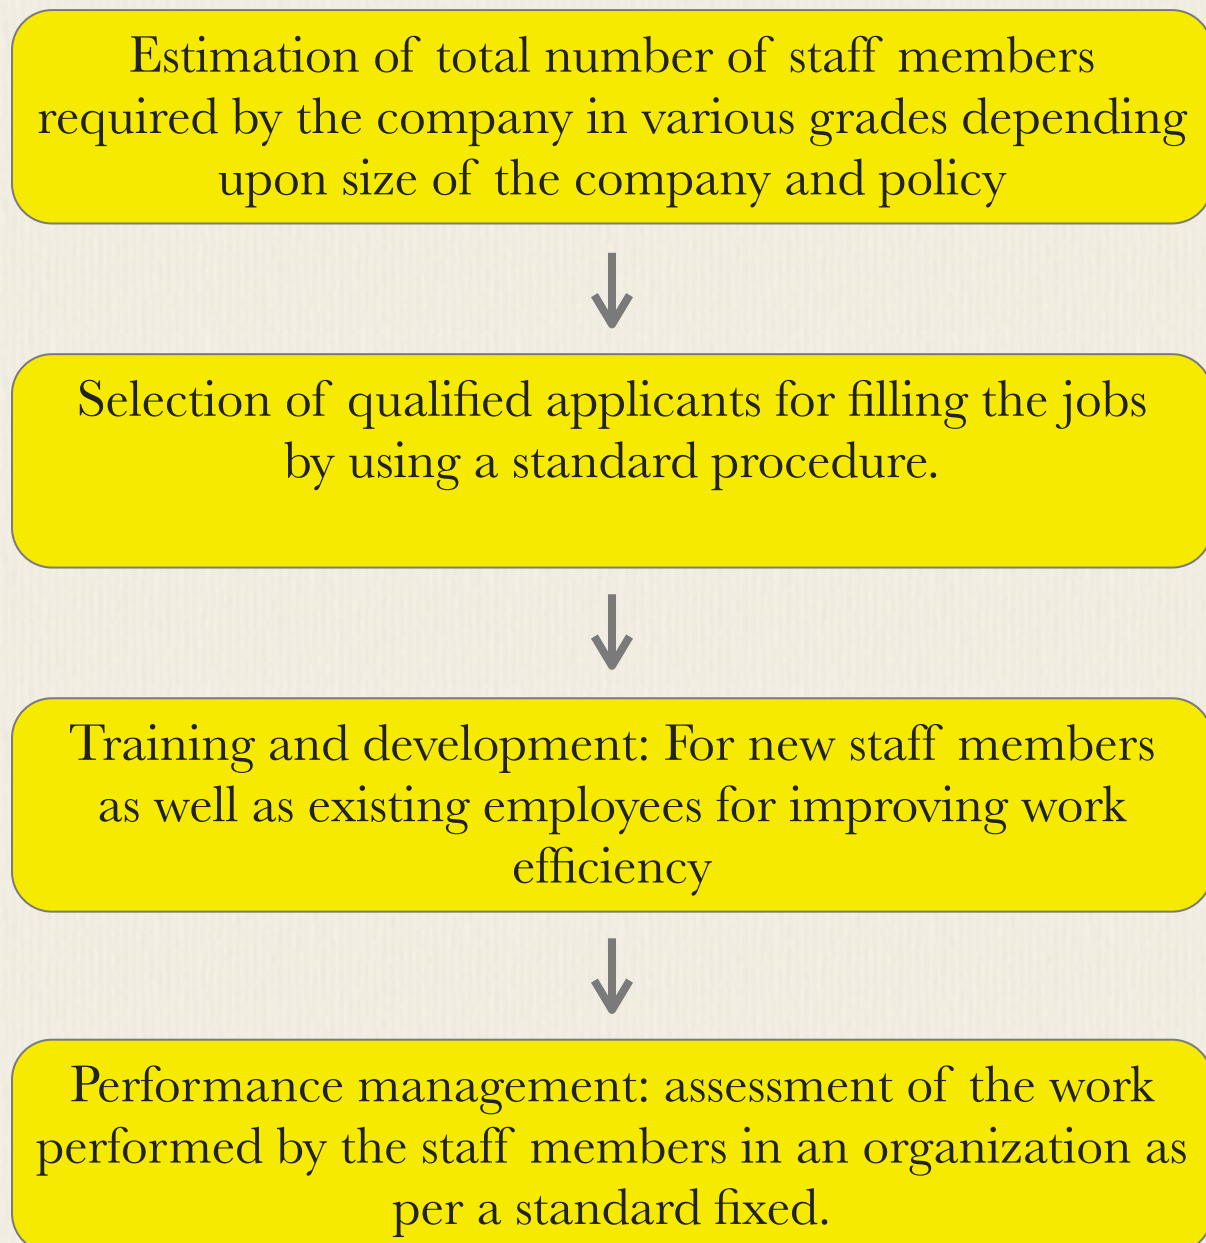 Estimation of total number of staff members
required by the company in various grades depending
upon size of the company and policy
Selection of qualified applicants for filling the jobs
by using a standard procedure.
Training and development: For new staff members
as well as existing employees for improving work
efficiency
Performance management: assessment of the work
performed by the staff members in an organization as
per a standard fixed.